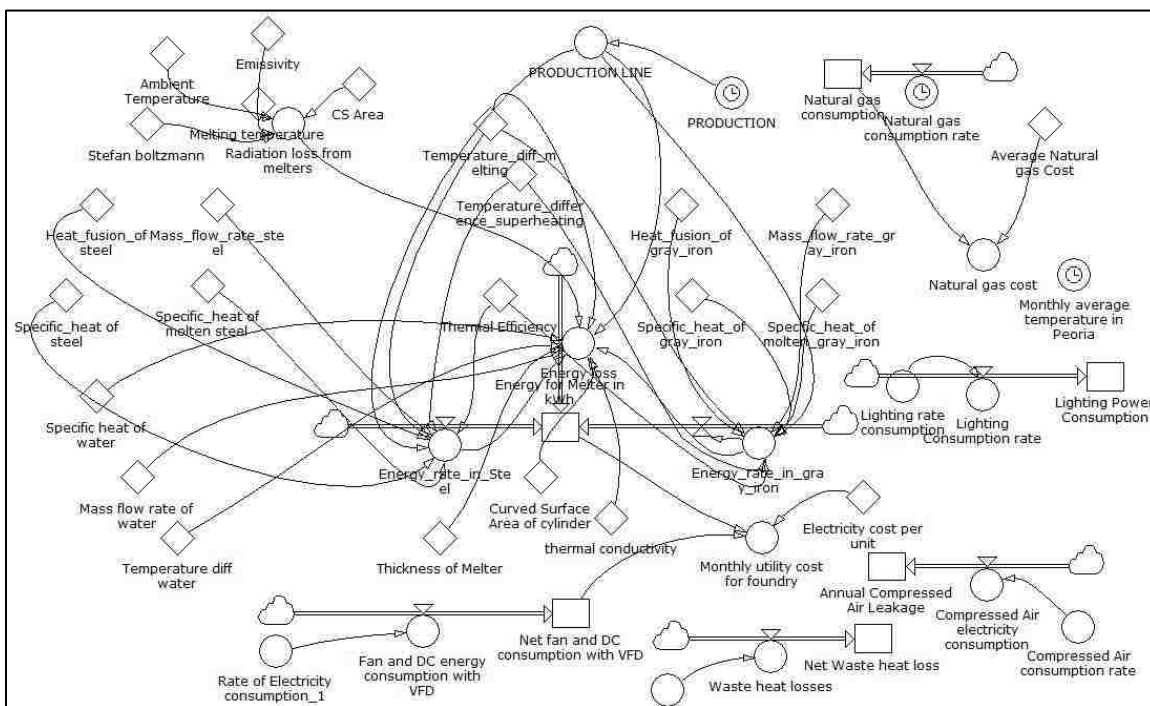 PRODUCTION LINE
Emissivity
Ambient
Temperature
CS Area
Natural gas
consumption
Natural gas
consumption rate
PRODUCTION
Melting temperature
Stefan boltzmann
Radiation loss from
melters
Temperature_diff_m
elting
Average Natural
gas Cost
Temperature_differ
ence_superheating
Heat_fusion_of
steel
Mass_flow_rate_ste
el
Heat_fusion_of
gray_iron
Mass_flow_rate_gr
ay_iron
Natural gas cost
Monthly average
temperature in
Peoria
Specific_heat of
steel
Specific_heat of
molten steel
Thermal Efficiency
Specific_heat_of
gray_iron
Specific_heat_of
molten_gray_iron
Energy loss
Energy for Melter in
kwh
Lighting rate
consumption
Lighting
Consumption rate
Lighting Power
Consumption
Specific heat of
water
Energy_rate_in_Ste
el
Energy_rate_in_gr
ay_iron
Mass flow rate of
water
Curved Surface
Area of cylinder
Electricity cost per
unit
Temperature diff
water
Thickness of Melter
thermal conductivity
Monthly utility cost
for foundry
Annual Compressed
Air Leakage
Compressed Air
electricity
consumption
Compressed Air
consumption rate
Rate of Electricity
consumption_1
Fan and DC energy
consumption with
VFD
Net fan and DC
consumption with VFD
Waste heat losses
Net Waste heat loss